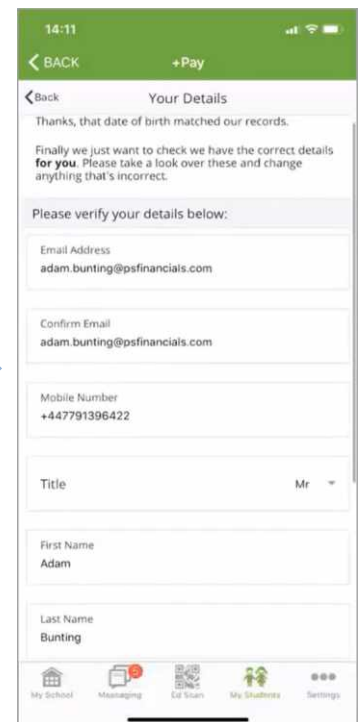 14:11
BACK
+Pay
Back
Your Details
Thanks, that date of birth matched our records.
Finally we just want to check we have the correct details
for you. Please take a look over these and change
anything that's incorrect.
Please verify your details below:
Email Address
adam.bunting@psfinancials.com
Confirm Email
adam.bunting@psfinancials.com
Mobile Number
+447791396422
Title
Mr
First Name
Adam
Last Name
Bunting
My School
Messaging
Ed Scan
My Students
Settings